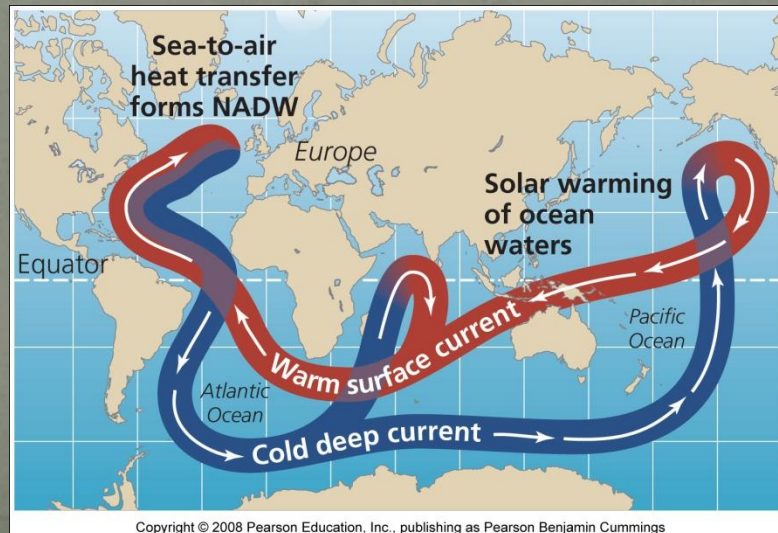 Sea-to-air
heat transfer
forms NADW
Europe
Solar warming
of ocean
waters
Equator
Pacific
Ocean
Warm surface current
Atlantic
Ocean
Cold deep current
Copyright © 2008 Pearson Education, Inc., publishing as Pearson Benjamin Cummings